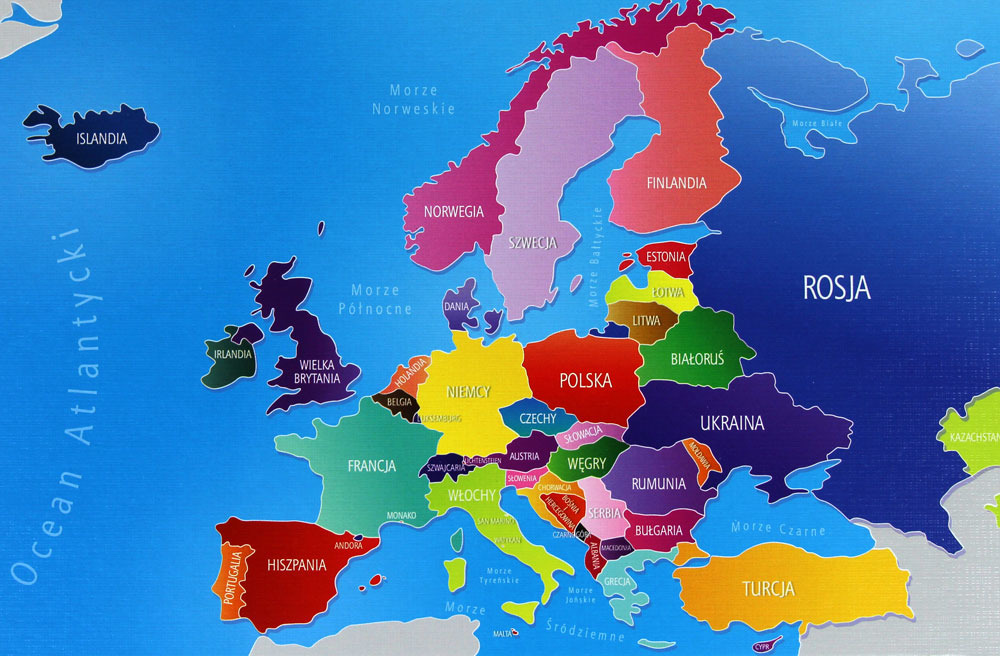 Morze
Norweskie
Morze Białe
ISLANDIA
FINLANDIA
NORWEGIA
SZWECJA
Morze Bałtyckie
ESTONIA
ROSJA
ŁOTWA
Morze
Północne
DANIA
LITWA
Ocean Atlantycki
IRLANDIA
BIAŁORUŚ
WIELKA
BRYTANIA
HOLANDIA
POLSKA
NIEMCY
BELGIA
LUKSEMBURG
CZECHY
UKRAINA
SŁOWACJA
KAZACHSTAN
MOŁDAWIA
AUSTRIA
LICHTENSTEIN
SZWAJCARIA
FRANCJA
WĘGRY
SŁOWENIA
RUMUNIA
CHORWACJA
WŁOCHY
BOŚNIA
HERCEGOWINA
SERBIA
MONAKO
SAN MARINO
WATYKAN
CZARNOGÓRA
BUŁGARIA
Morze Czarne
ANDORA
MACEDONIA
ALBANIA
HISZPANIA
PORTUGALIA
GRECJA
Morze
Tyreńskie
Morze
Jońskie
TURCJA
Morze
Śródziemne
MALTA
CYPR